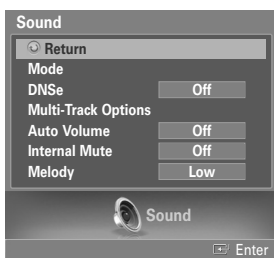 Sound
Return
Mode
DNSe Off
Multi-Track Options
Auto Volume Off
Internal Mute Off
Melody Low
Sound
Enter